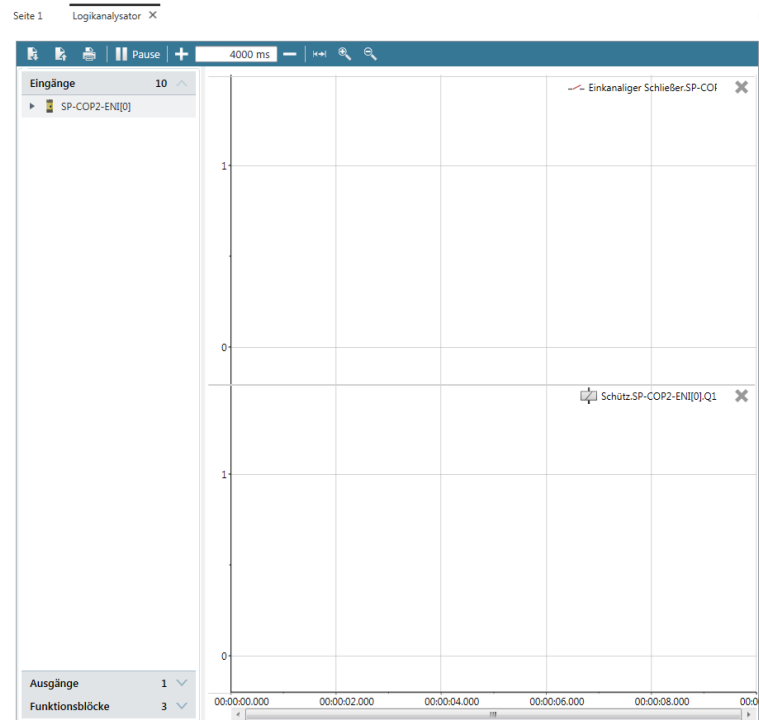 Seite 1 Logikanalysator
Pause 4000 ms
Eingänge 10
SP-COP2-ENI[0]
Einkanaliger Schließer.SP-COP
1
0
Schütz.SP-COP2-ENI[0].Q1
1
0
Ausgänge 1
Funktionsblöcke 3
00:00:00.000 00:00:02.000 00:00:04.000 00:00:06.000 00:00:08.000 00:0